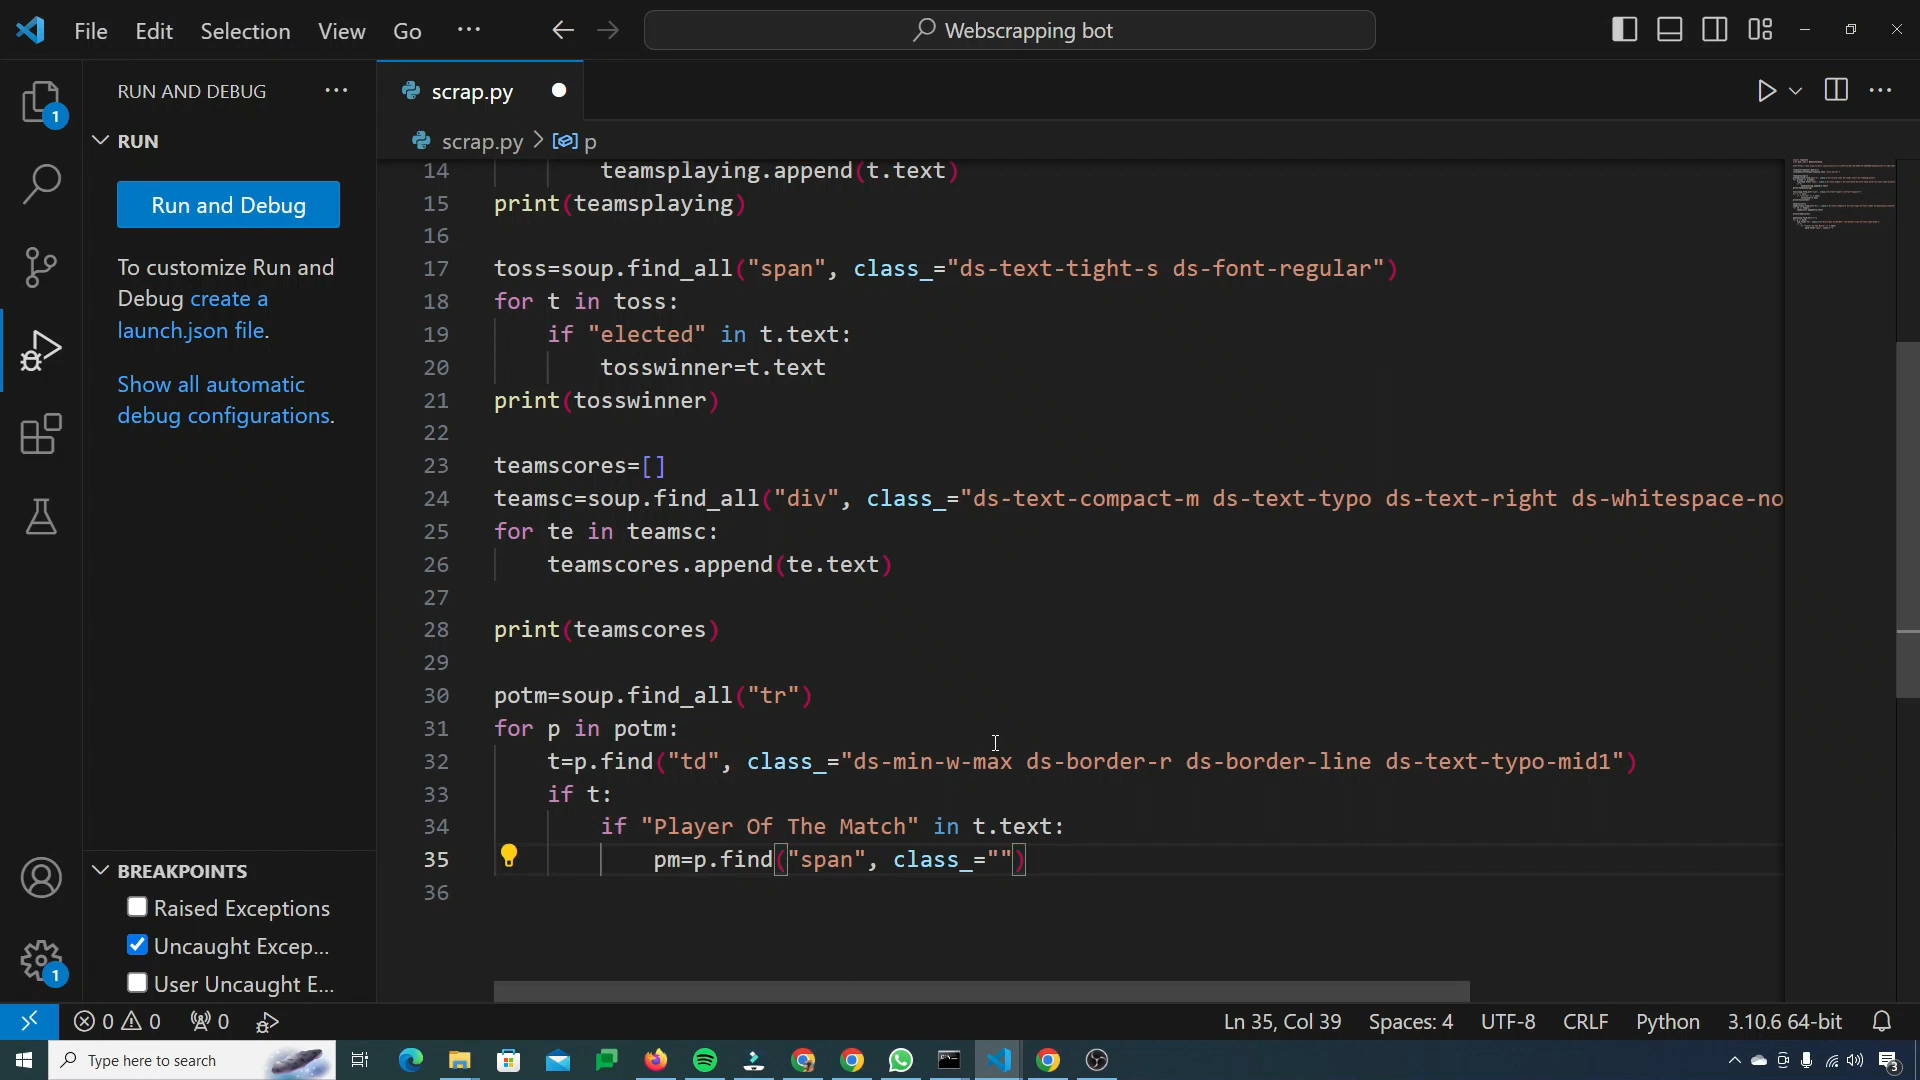 File Edit Selection View Go ··· Webscrapping bot
RUN AND DEBUG ···
RUN
Run and Debug
To customize Run and
Debug create a
launch.json file.
Show all automatic
debug configurations.
BREAKPOINTS
Raised Exceptions
Uncaught Excep...
User Uncaught E...
1
1
scrap.py
scrap.py > p
14 teamsplaying.append(t.text)
15 print(teamsplaying)
16
17 toss=soup.find_all("span", class_="ds-text-tight-s ds-font-regular")
18 for t in toss:
19 if "elected" in t.text:
20 tosswinner=t.text
21 print(tosswinner)
22
23 teamscores=[]
24 teamsc=soup.find_all("div", class_="ds-text-compact-m ds-text-typo ds-text-right ds-whitespace-no
25 for te in teamsc:
26 teamscores.append(te.text)
27
28 print(teamscores)
29
30 potm=soup.find_all("tr")
31 for p in potm:
32 t=p.find("td", class_="ds-min-w-max ds-border-r ds-border-line ds-text-typo-mid1")
33 if t:
34 if "Player Of The Match" in t.text:
35 pm=p.find("span", class_="")
36
0 0 0 Ln 35, Col 39 Spaces: 4 UTF-8 CRLF Python 3.10.6 64-bit
Type here to search 3